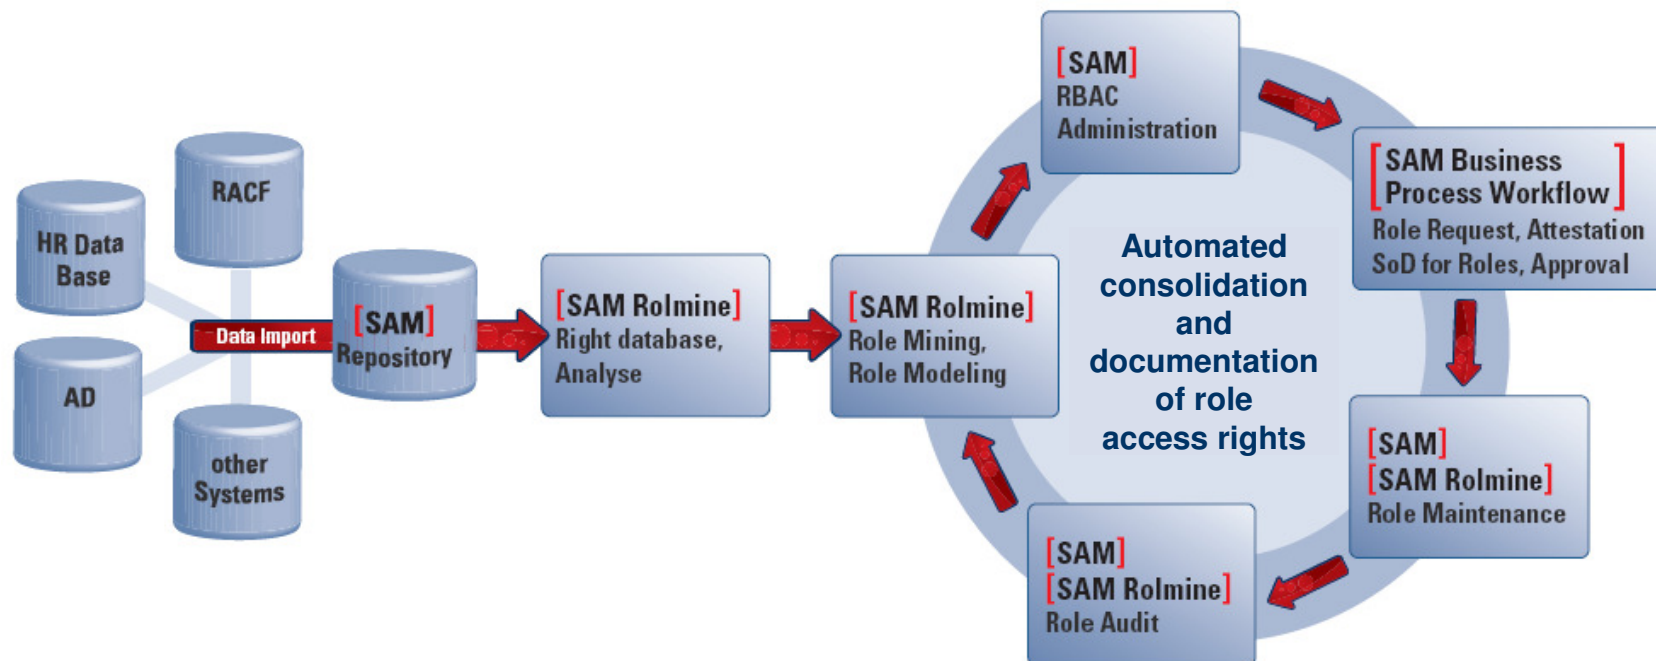 HR Data
Base
RACF
AD
other
Systems
Data Import
[SAM]
Repository
[SAM Rolmine]
Right database,
Analyse
[SAM Rolmine]
Role Mining,
Role Modeling
[SAM]
RBAC
Administration
[SAM Business
Process Workflow]
Role Request, Attestation
SoD for Roles, Approval
[SAM]
[SAM Rolmine]
Role Maintenance
[SAM]
[SAM Rolmine]
Role Audit
Automated
consolidation
and
documentation
of role
access rights